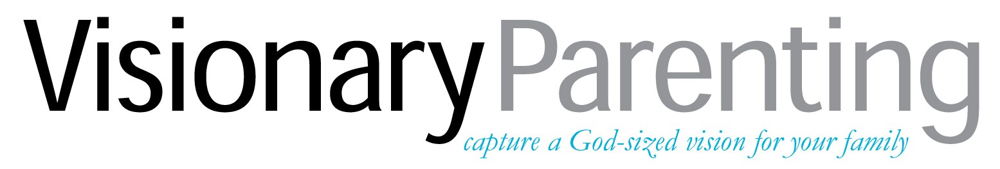 VisionaryParenting
capture a God-sized vision for your family